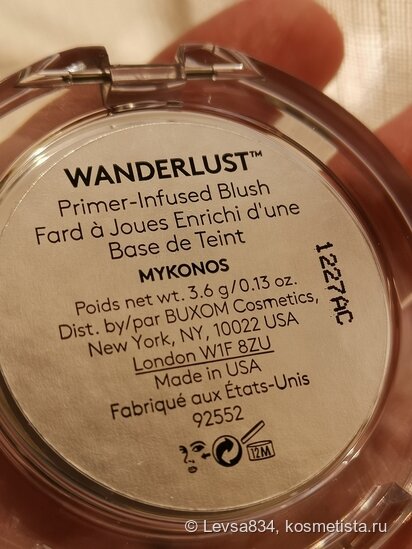 WANDERLUST™
Primer-Infused Blush
Fard à Joues Enrichi d'une
Base de Teint
MYKONOS
Poids net wt. 3.6 g/0.13 oz.
Dist. by/par BUXOM Cosmetics,
New York, NY, 10022 USA
London W1F 8ZU
Made in USA
Fabriqué aux États-Unis
92552
12M
1227AC
© Levsa834, kosmetista.ru